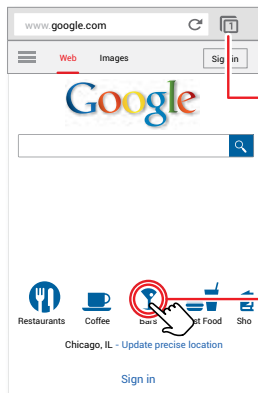 www.google.com
1
Web Images Sign in
Google
Restaurants Coffee Bars Fast Food Sho
Chicago, IL - Update precise location
Sign in